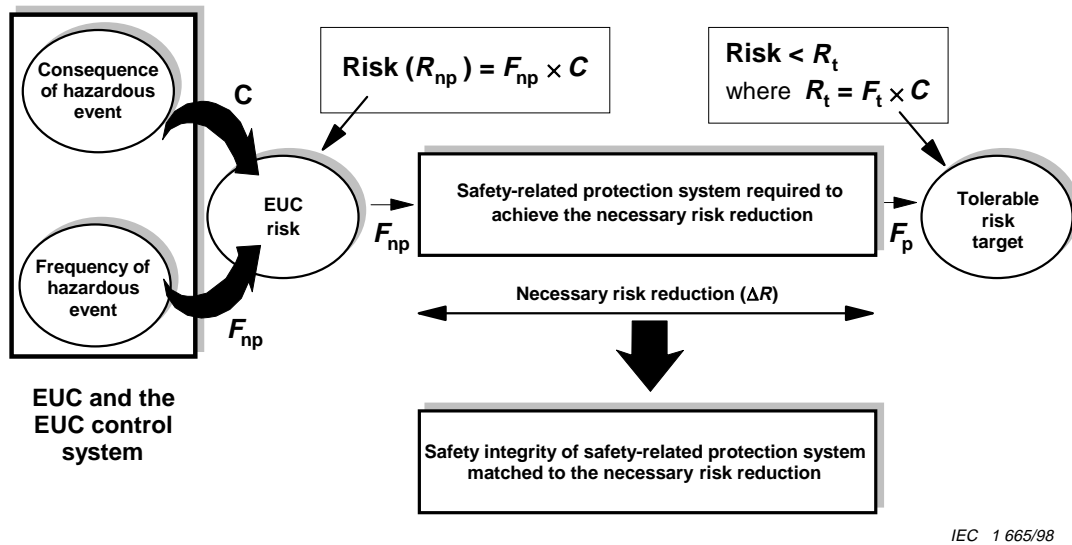 Consequence
of hazardous
event
C
Risk (Rnp) = Fnp × C
Risk < Rt
where Rt = Ft × C
EUC
risk
Fnp
Safety-related protection system required to
achieve the necessary risk reduction
Fp
Tolerable
risk
target
Frequency of
hazardous
event
Fnp
Necessary risk reduction (ΔR)
EUC and the
EUC control
system
Safety integrity of safety-related protection system
matched to the necessary risk reduction
IEC 1 665/98